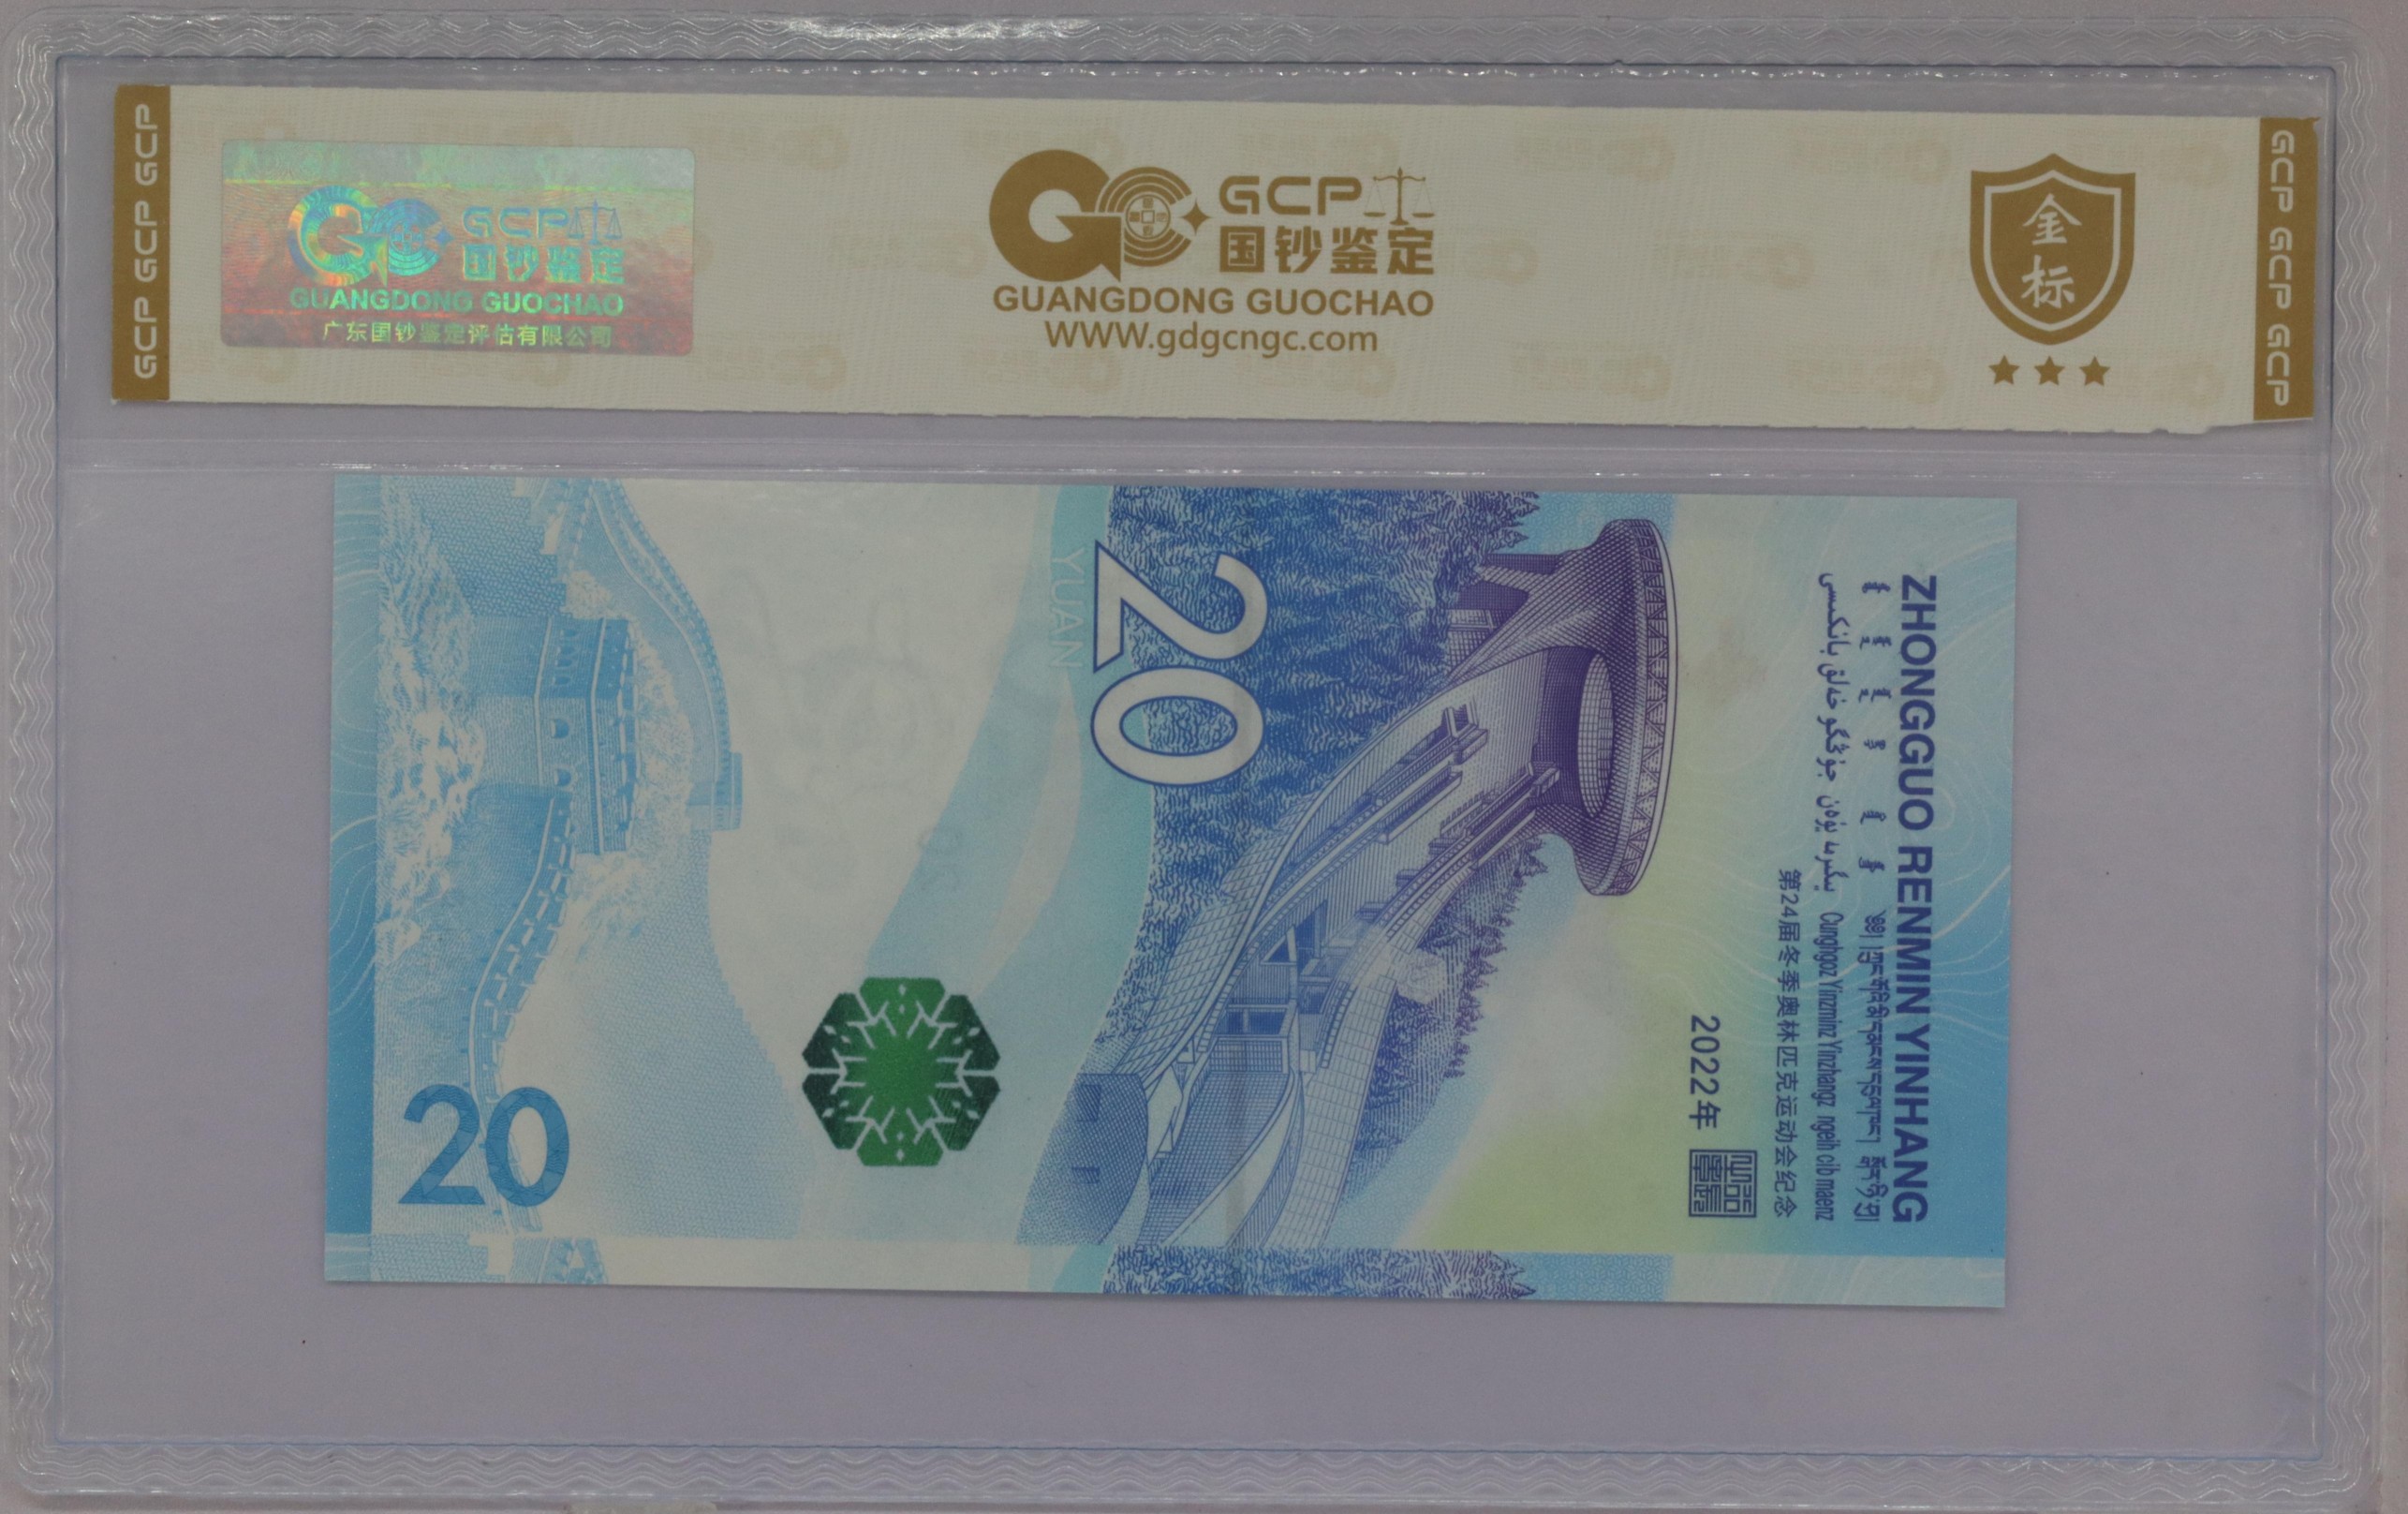 GCP GCP GCP
GCP
国钞鉴定
GUANGDONG GUOCHAO
广东国钞鉴定评估有限公司
GCP
国钞鉴定
GUANGDONG GUOCHAO
WWW.gdgcngc.com
金标
GCP GCP GCP
ZHONGGUO RENMIN YINHANG
Cunghgoz Yinzminz Yinzhangz ngeih cib maenz
第24届冬季奥林匹克运动会纪念
2022年
20
YUAN
20